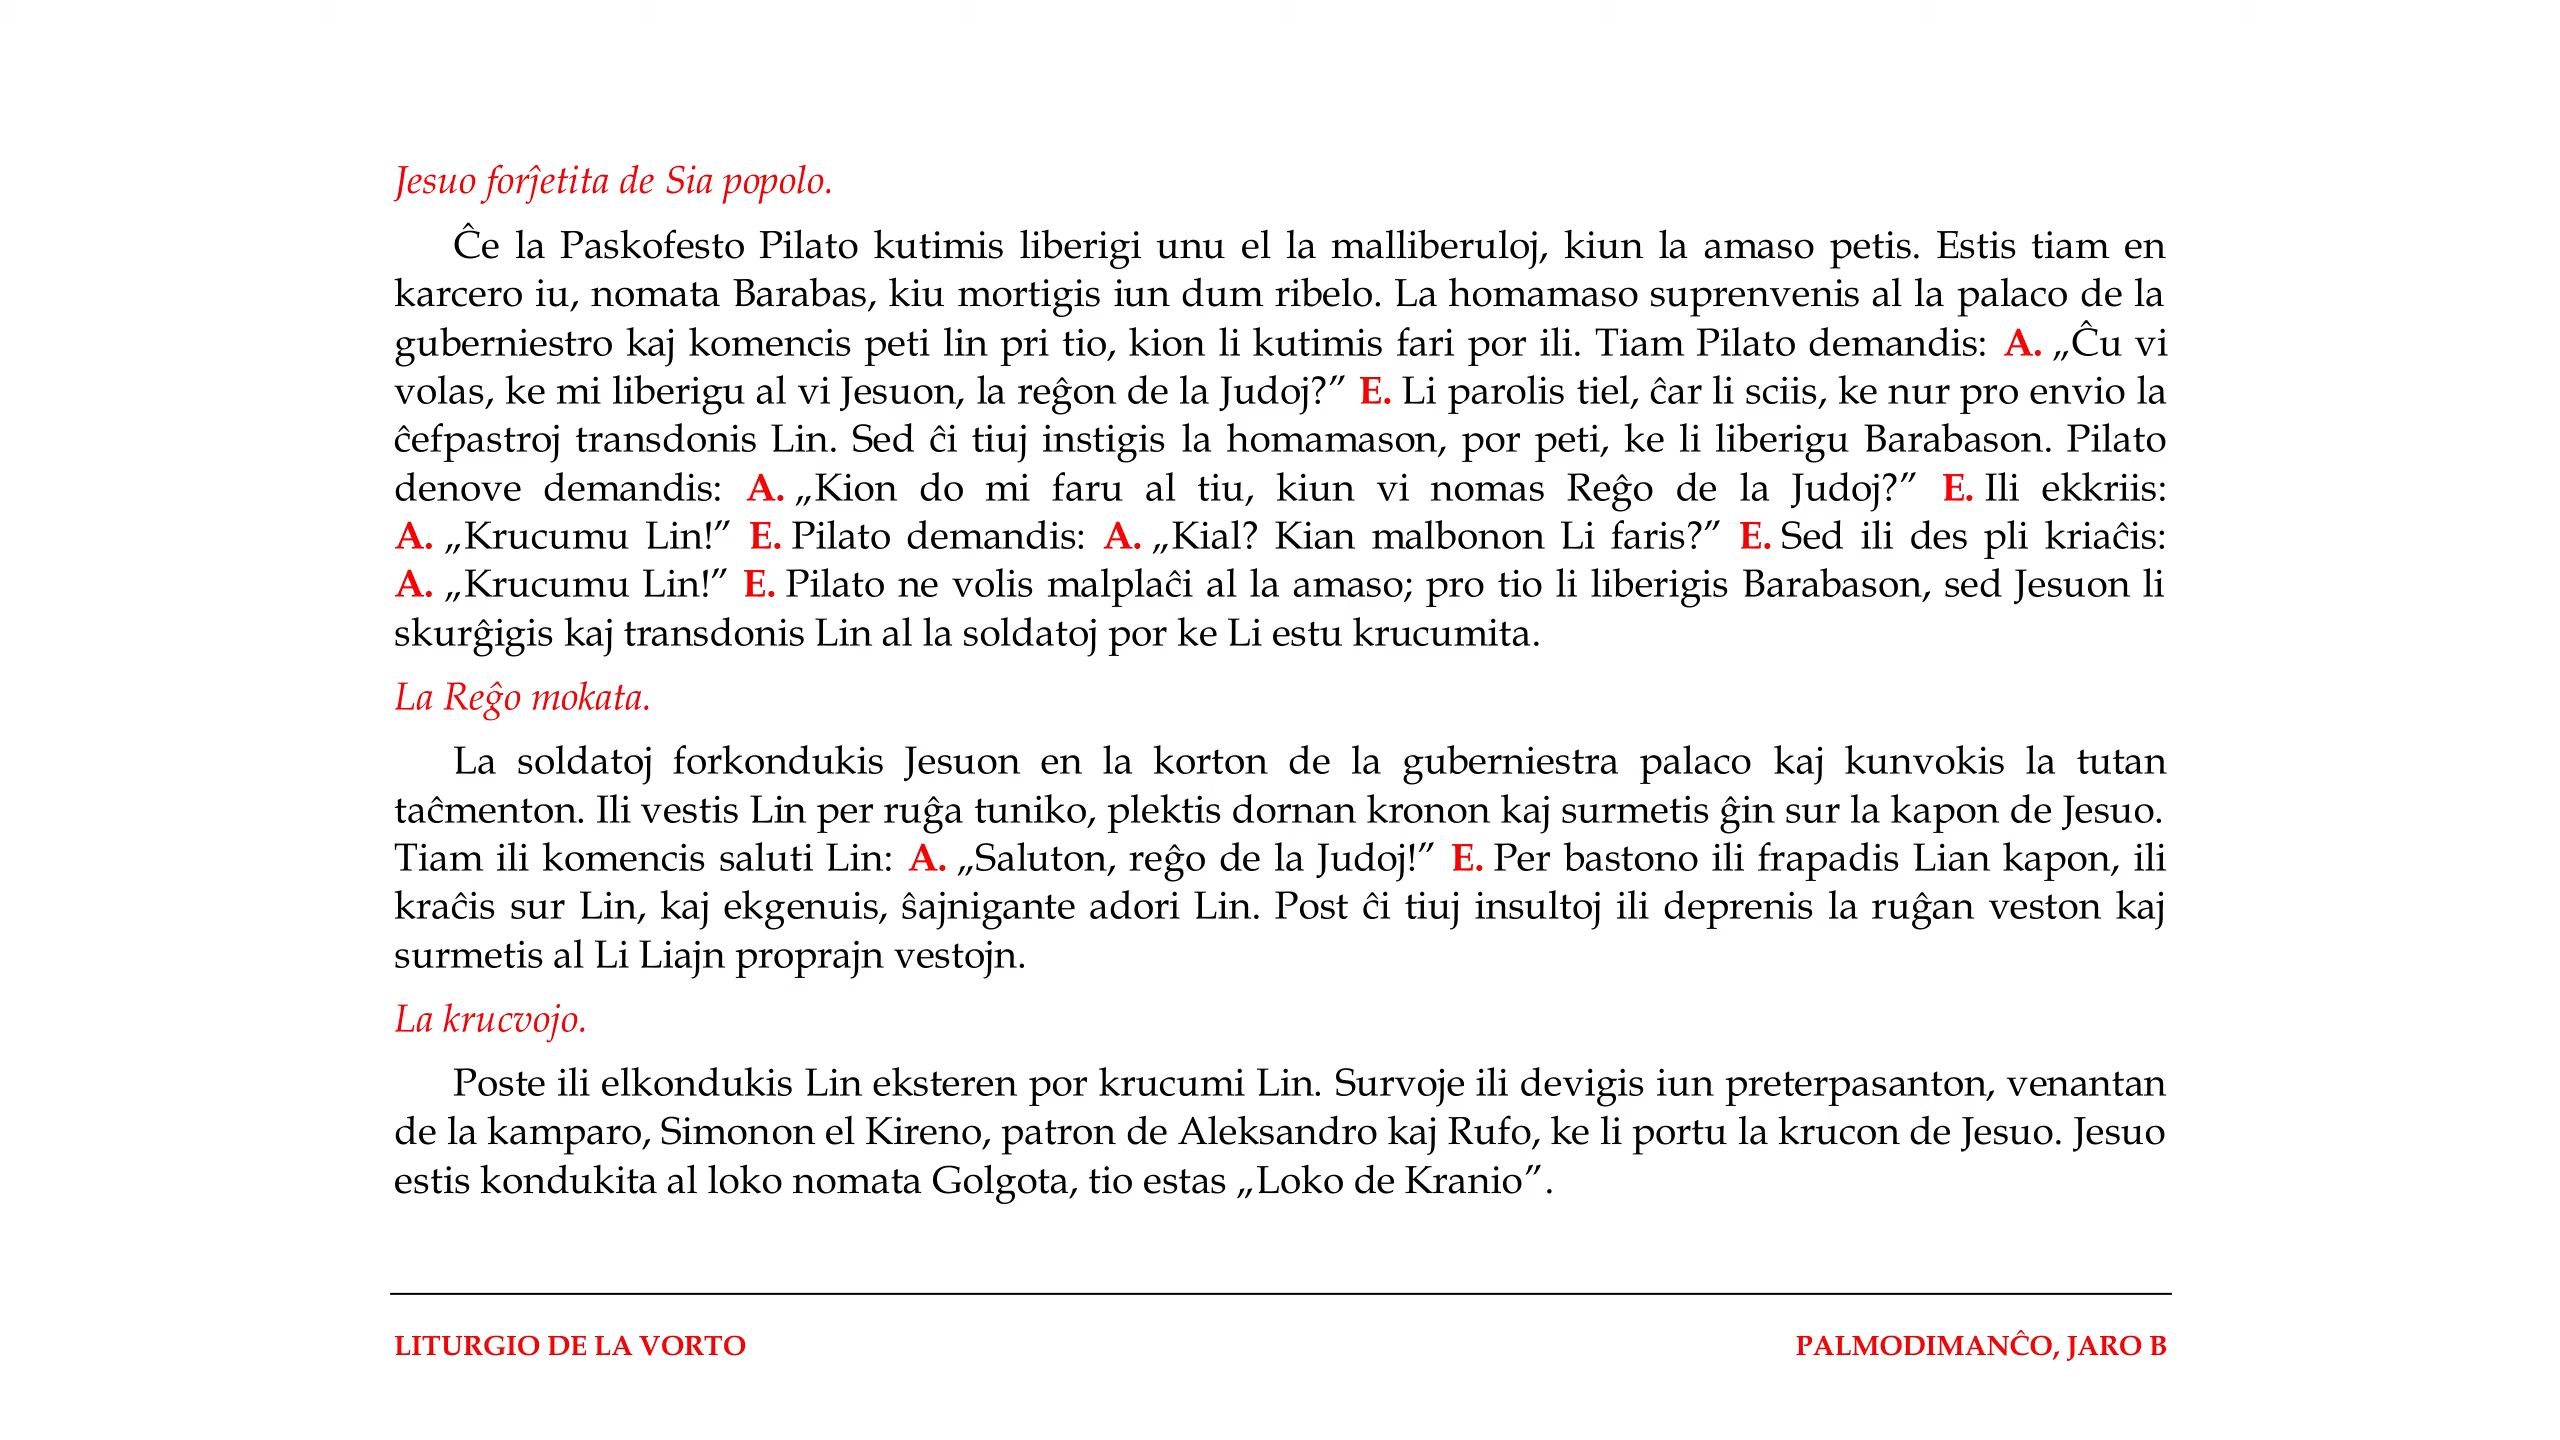 Jesuo forĵetita de Sia popolo.
Ĉe la Paskofesto Pilato kutimis liberigi unu el la malliberuloj, kiun la amaso petis. Estis tiam en
karcero iu, nomata Barabas, kiu mortigis iun dum ribelo. La homamaso suprenvenis al la palaco de la
guberniestro kaj komencis peti lin pri tio, kion li kutimis fari por ili. Tiam Pilato demandis: A. „Ĉu vi
volas, ke mi liberigu al vi Jesuon, la reĝon de la Judoj?” E. Li parolis tiel, ĉar li sciis, ke nur pro envio la
ĉefpastroj transdonis Lin. Sed ĉi tiuj instigis la homamason, por peti, ke li liberigu Barabason. Pilato
denove demandis: A. „Kion do mi faru al tiu, kiun vi nomas Reĝo de la Judoj?” E. Ili ekkriis:
A. „Krucumu Lin!” E. Pilato demandis: A. „Kial? Kian malbonon Li faris?” E. Sed ili des pli kriaĉis:
A. „Krucumu Lin!” E. Pilato ne volis malplaĉi al la amaso; pro tio li liberigis Barabason, sed Jesuon li
skurĝigis kaj transdonis Lin al la soldatoj por ke Li estu krucumita.
La Reĝo mokata.
La soldatoj forkondukis Jesuon en la korton de la guberniestra palaco kaj kunvokis la tutan
taĉmenton. Ili vestis Lin per ruĝa tuniko, plektis dornan kronon kaj surmetis ĝin sur la kapon de Jesuo.
Tiam ili komencis saluti Lin: A. „Saluton, reĝo de la Judoj!” E. Per bastono ili frapadis Lian kapon, ili
kraĉis sur Lin, kaj ekgenuis, ŝajnigante adori Lin. Post ĉi tiuj insultoj ili deprenis la ruĝan veston kaj
surmetis al Li Liajn proprajn vestojn.
La krucvojo.
Poste ili elkondukis Lin eksteren por krucumi Lin. Survoje ili devigis iun preterpasanton, venantan
de la kamparo, Simonon el Kireno, patron de Aleksandro kaj Rufo, ke li portu la krucon de Jesuo. Jesuo
estis kondukita al loko nomata Golgota, tio estas „Loko de Kranio”.
LITURGIO DE LA VORTO
PALMODIMANĈO, JARO B